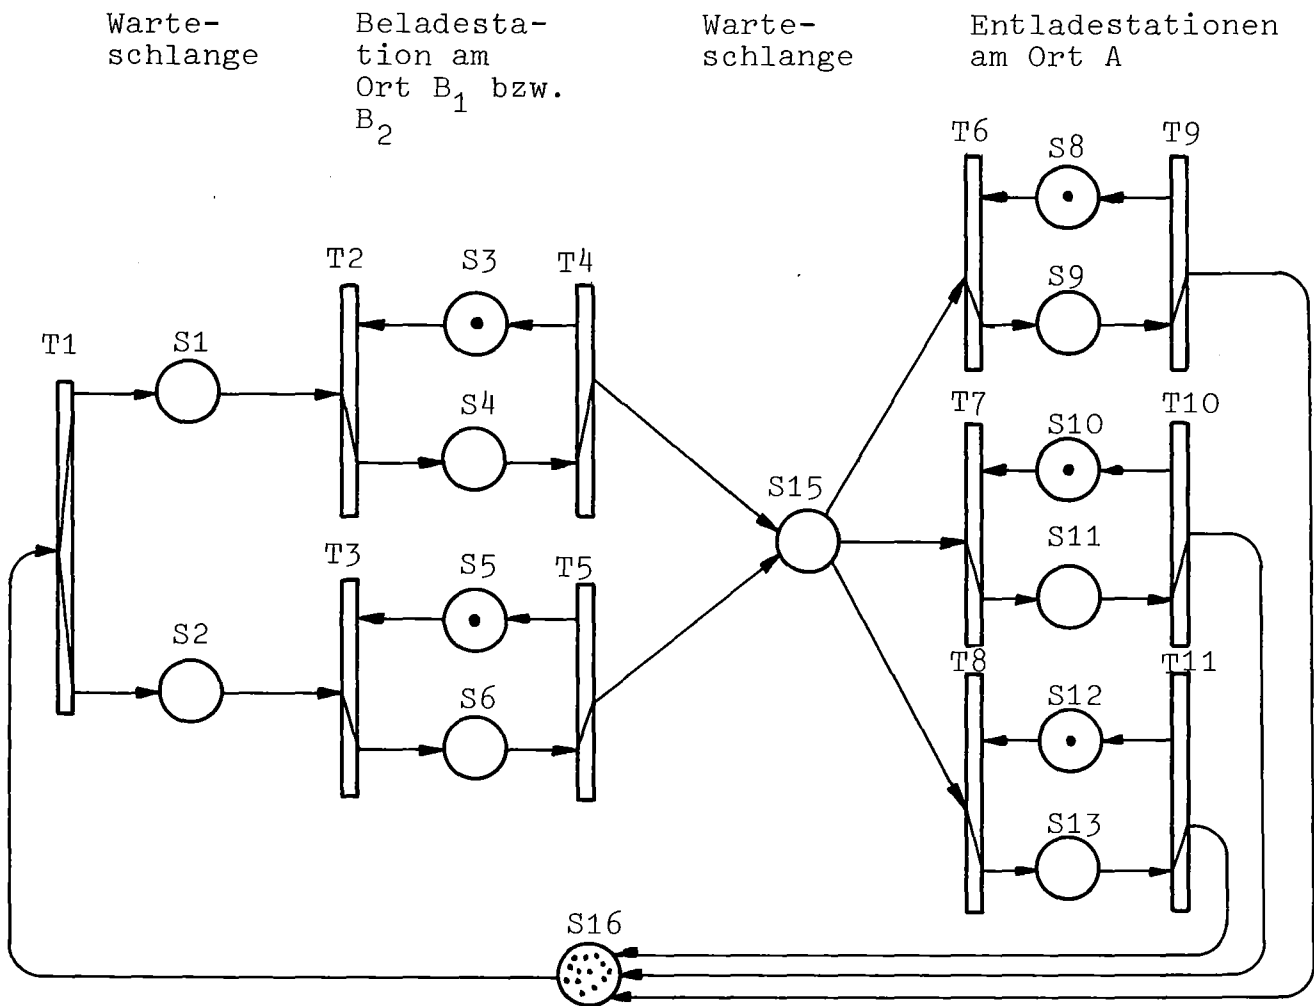 Warte-
schlange
Beladesta-
tion am
Ort B1 bzw.
B2
Warte-
schlange
Entladestationen
am Ort A
T6
S8
T9
T2
S3
T4
S9
T1
S1
S4
T7
S10
T10
S15
T3
S5
T5
S11
S2
S6
T8
S12
T11
S13
S16